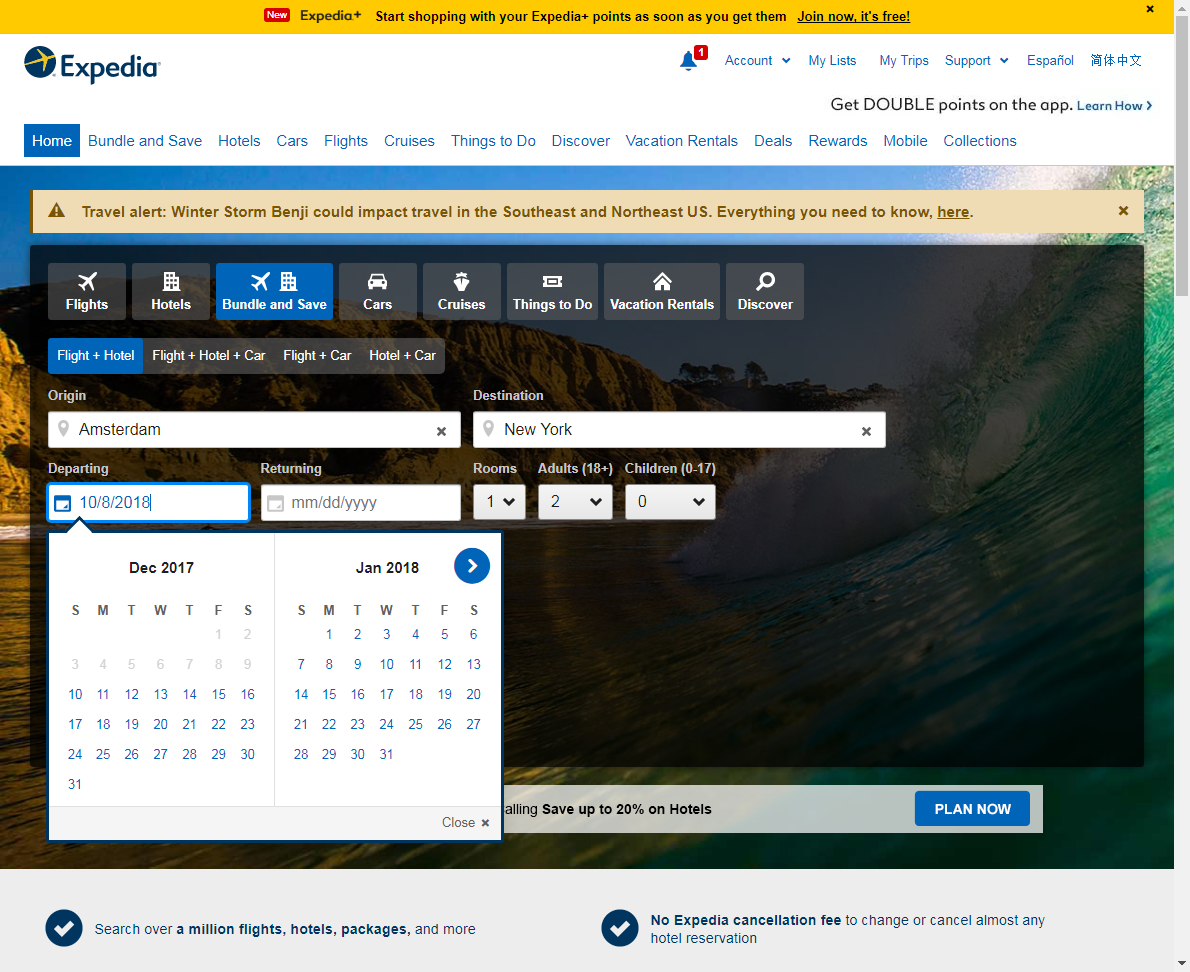 New Expedia+ Start shopping with your Expedia+ points as soon as you get them Join now, it's free!
Expedia
1 Account My Lists My Trips Support Español 简体中文
Get DOUBLE points on the app. Learn How
Home Bundle and Save Hotels Cars Flights Cruises Things to Do Discover Vacation Rentals Deals Rewards Mobile Collections
Travel alert: Winter Storm Benji could impact travel in the Southeast and Northeast US. Everything you need to know, here.
Flights Hotels Bundle and Save Cars Cruises Things to Do Vacation Rentals Discover
Flight + Hotel Flight + Hotel + Car Flight + Car Hotel + Car
Origin Destination
Amsterdam New York
Departing Returning Rooms Adults (18+) Children (0-17)
10/8/2018 mm/dd/yyyy 1 2 0
Dec 2017 Jan 2018
S M T W T F S S M T W T F S
1 2 1 2 3 4 5 6
3 4 5 6 7 8 9 7 8 9 10 11 12 13
10 11 12 13 14 15 16 14 15 16 17 18 19 20
17 18 19 20 21 22 23 21 22 23 24 25 26 27
24 25 26 27 28 29 30 28 29 30 31
31
alling Save up to 20% on Hotels PLAN NOW
Close
Search over a million flights, hotels, packages, and more
No Expedia cancellation fee to change or cancel almost any
hotel reservation